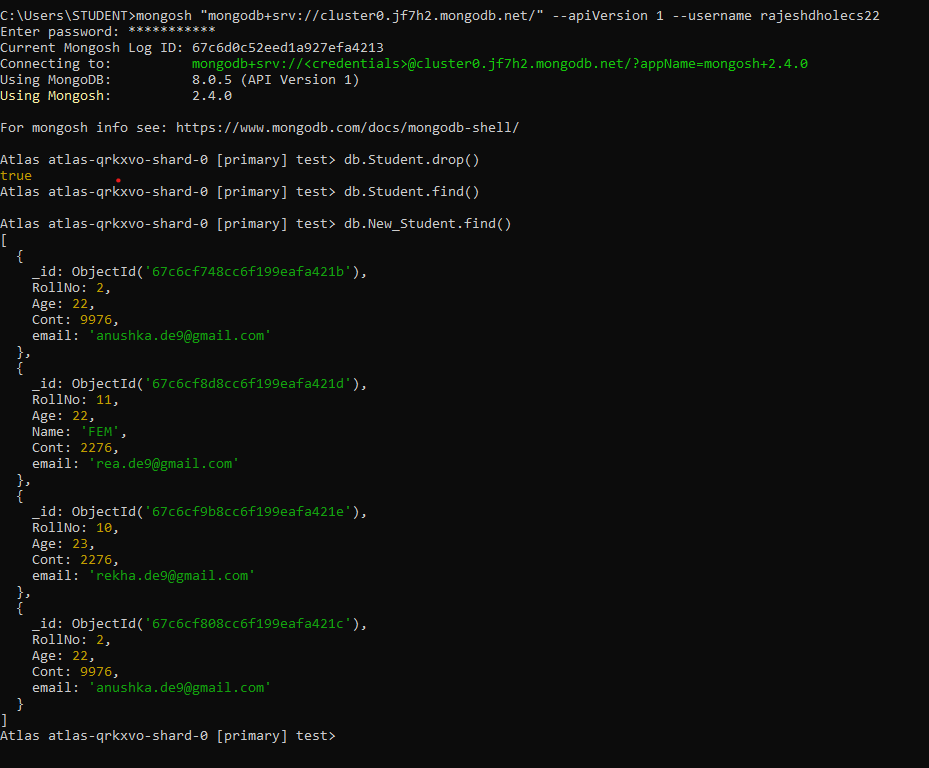 C:\Users\STUDENT>mongosh "mongodb+srv://cluster0.jf7h2.mongodb.net/" --apiVersion 1 --username rajeshdholecs22
Enter password: ***********
Current Mongosh Log ID: 67c6d0c52eed1a927efa4213
Connecting to:          mongodb+srv://<credentials>@cluster0.jf7h2.mongodb.net/?appName=mongosh+2.4.0
Using MongoDB:          8.0.5 (API Version 1)
Using Mongosh:          2.4.0
For mongosh info see: https://www.mongodb.com/docs/mongodb-shell/
Atlas atlas-qrkxvo-shard-0 [primary] test> db.Student.drop()
true
Atlas atlas-qrkxvo-shard-0 [primary] test> db.Student.find()
Atlas atlas-qrkxvo-shard-0 [primary] test> db.New_Student.find()
[
  {
    _id: ObjectId('67c6cf748cc6f199eafa421b'),
    RollNo: 2,
    Age: 22,
    Cont: 9976,
    email: 'anushka.de9@gmail.com'
  },
  {
    _id: ObjectId('67c6cf8d8cc6f199eafa421d'),
    RollNo: 11,
    Age: 22,
    Name: 'FEM',
    Cont: 2276,
    email: 'rea.de9@gmail.com'
  },
  {
    _id: ObjectId('67c6cf9b8cc6f199eafa421e'),
    RollNo: 10,
    Age: 23,
    Cont: 2276,
    email: 'rekha.de9@gmail.com'
  },
  {
    _id: ObjectId('67c6cf808cc6f199eafa421c'),
    RollNo: 2,
    Age: 22,
    Cont: 9976,
    email: 'anushka.de9@gmail.com'
  }
]
Atlas atlas-qrkxvo-shard-0 [primary] test>